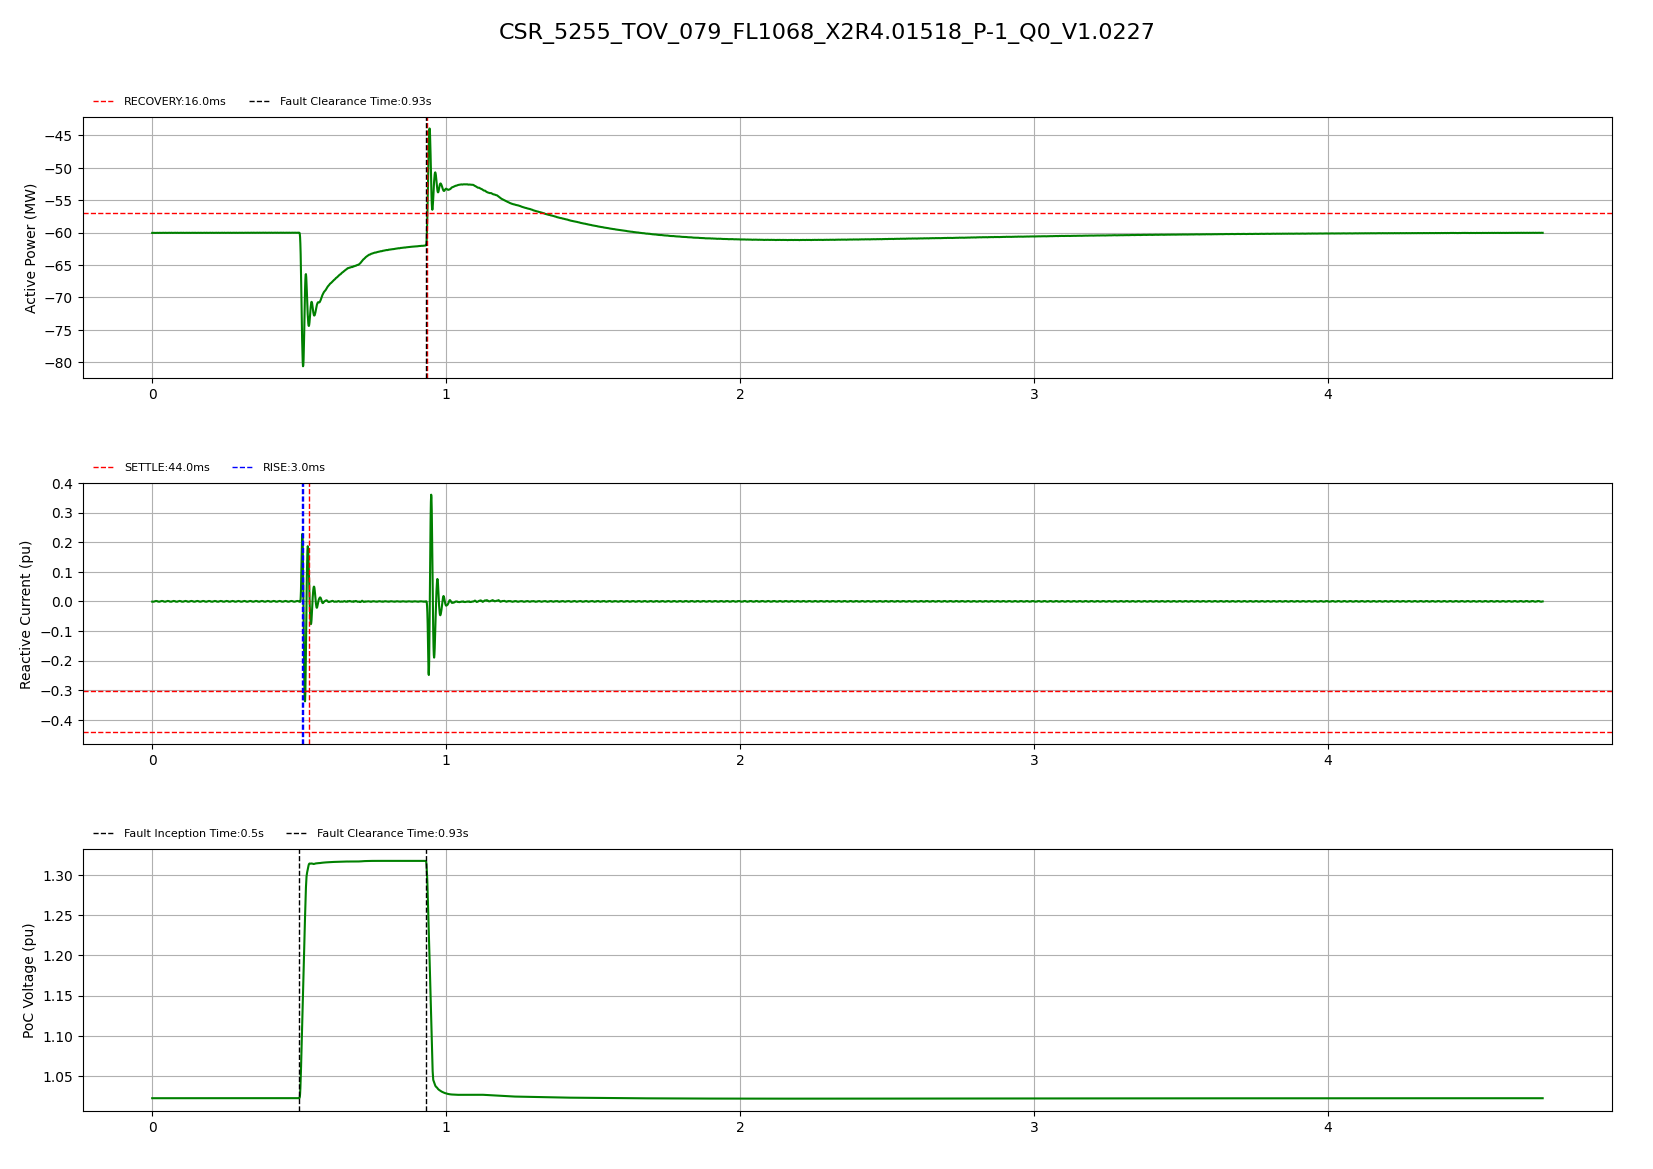 CSR_5255_TOV_079_FL1068_X2R4.01518_P-1_Q0_V1.0227
RECOVERY:16.0ms Fault Clearance Time:0.93s
Active Power (MW)
−45
−50
−55
−60
−65
−70
−75
−80
0 1 2 3 4
SETTLE:44.0ms RISE:3.0ms
Reactive Current (pu)
0.4
0.3
0.2
0.1
0.0
−0.1
−0.2
−0.3
−0.4
0 1 2 3 4
Fault Inception Time:0.5s Fault Clearance Time:0.93s
PoC Voltage (pu)
1.30
1.25
1.20
1.15
1.10
1.05
0 1 2 3 4